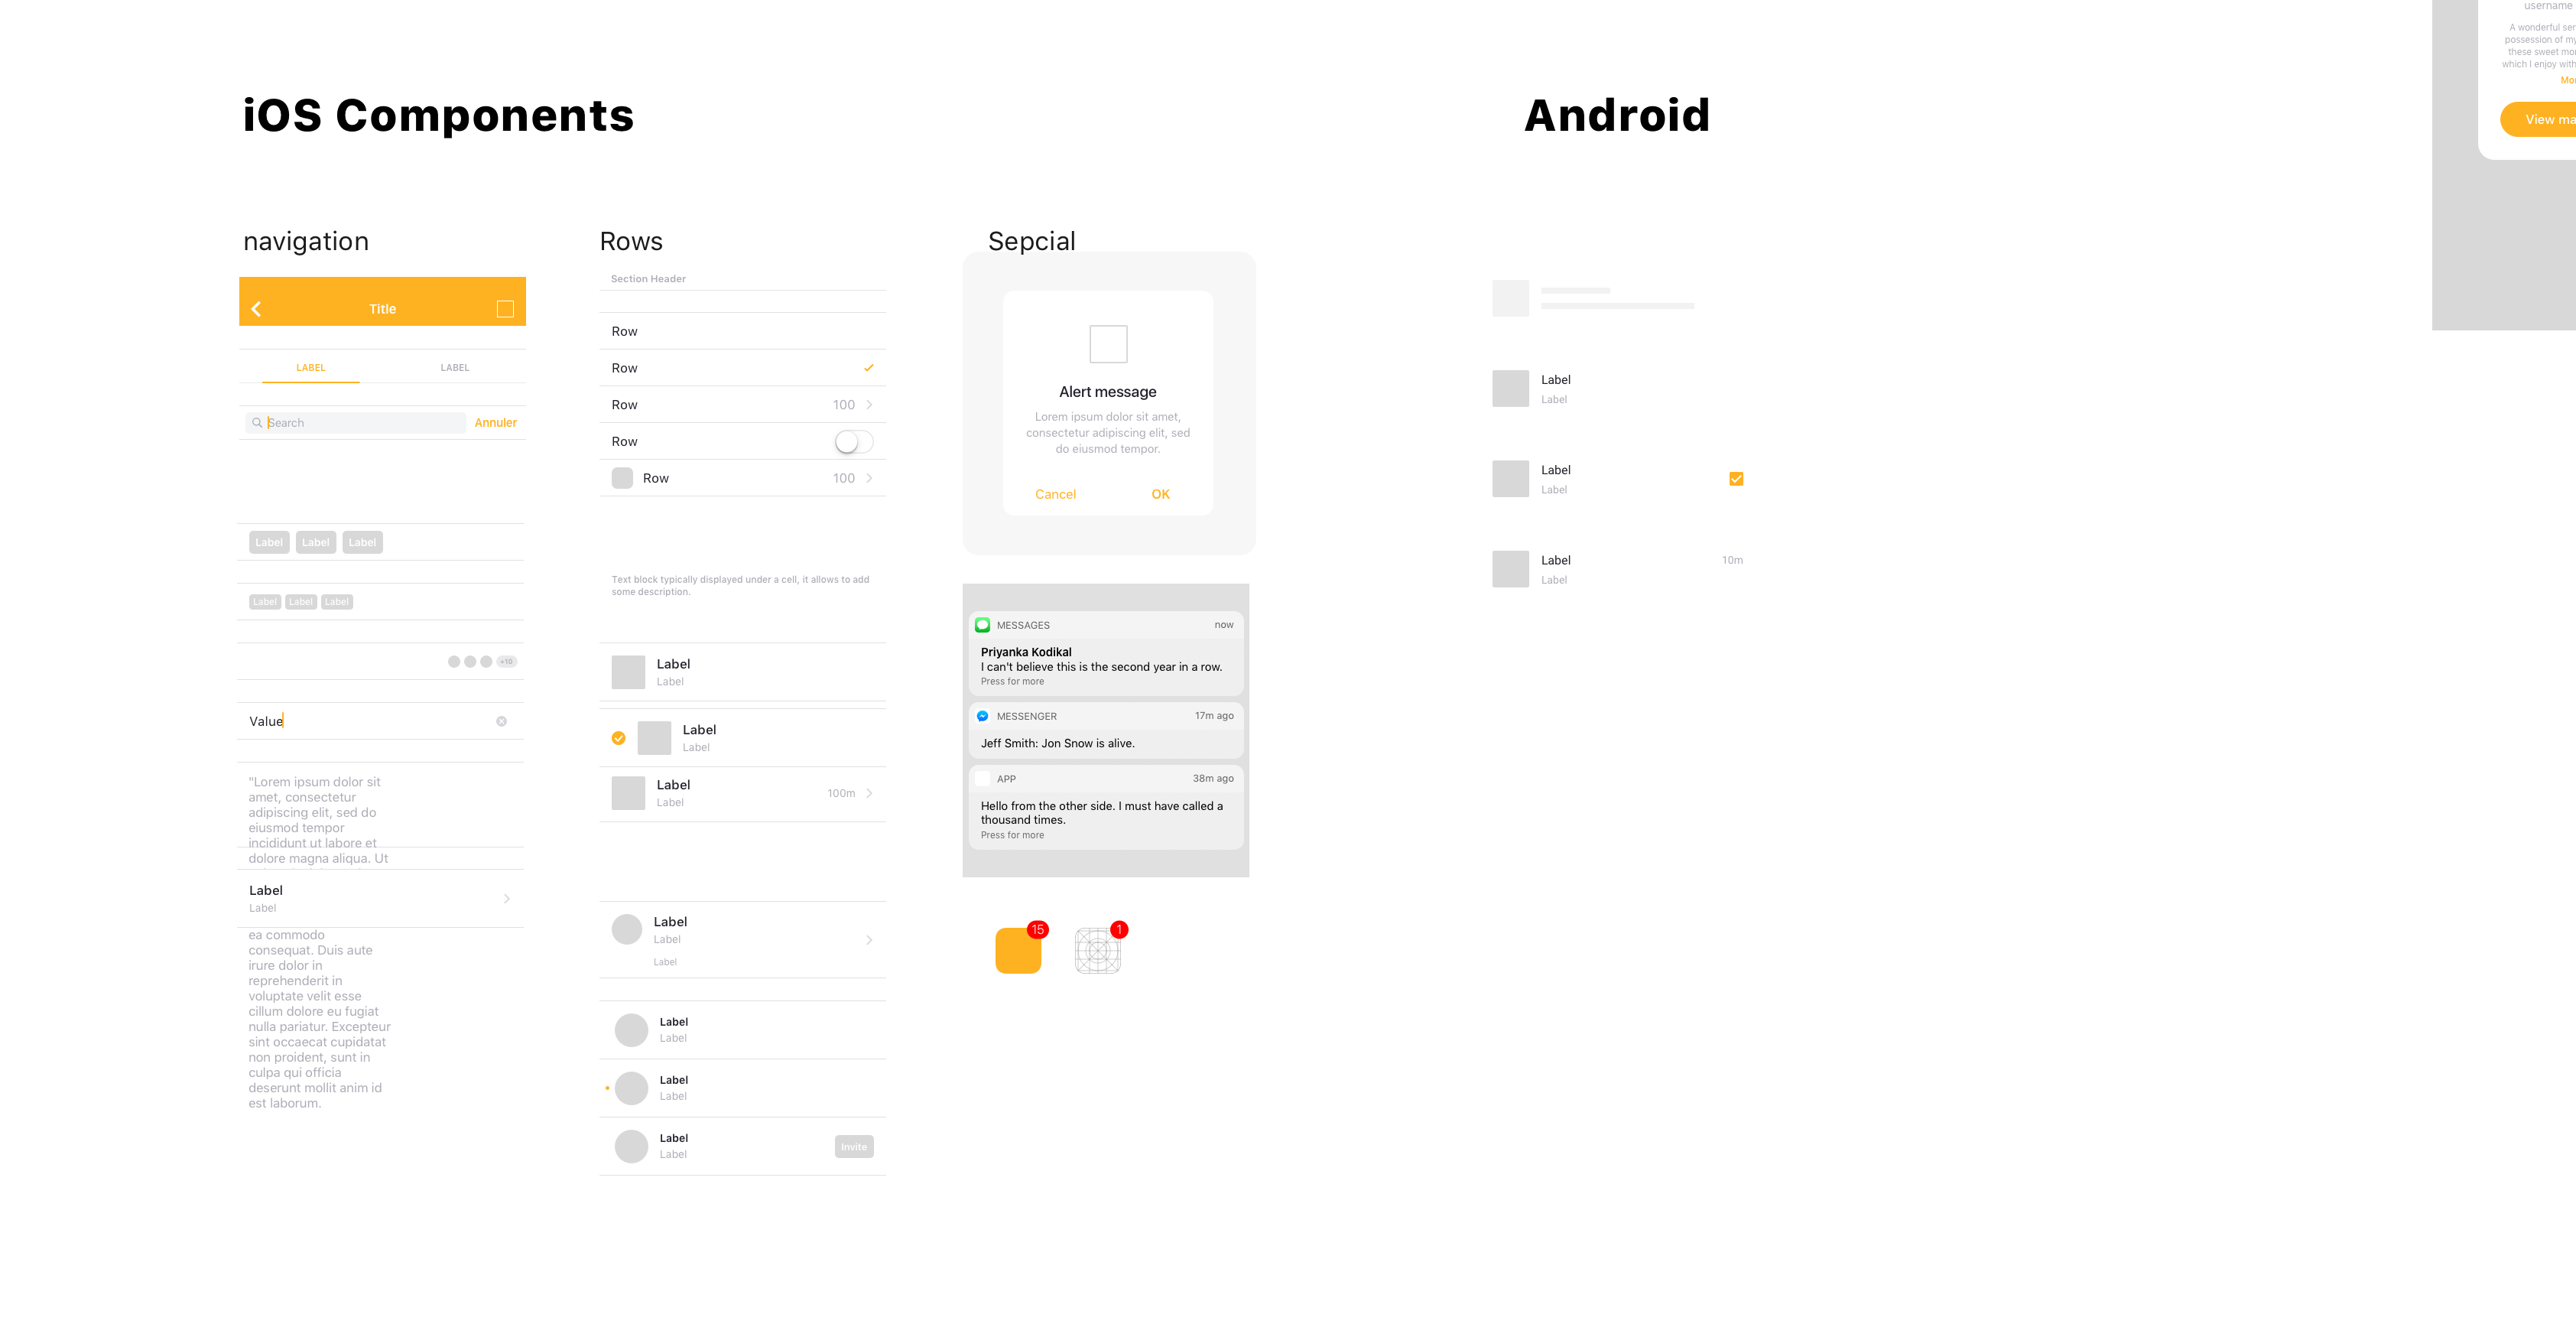 iOS Components
Android
navigation
Title
LABEL
LABEL
Search
Annuler
Label
Label
Label
Label
Label
Label
+10
Value
"Lorem ipsum dolor sit
amet, consectetur
adipiscing elit, sed do
eiusmod tempor
incididunt ut labore et
dolore magna aliqua. Ut
Label
Label
ea commodo
consequat. Duis aute
irure dolor in
reprehenderit in
voluptate velit esse
cillum dolore eu fugiat
nulla pariatur. Excepteur
sint occaecat cupidatat
non proident, sunt in
culpa qui officia
deserunt mollit anim id
est laborum.
Rows
Section Header
Row
Row
Row
100
Row
Row
100
Text block typically displayed under a cell, it allows to add
some description.
Label
Label
Label
Label
Label
Label
100m
Label
Label
Label
Label
Label
Label
Label
Label
Label
Invite
Sepcial
Alert message
Lorem ipsum dolor sit amet,
consectetur adipiscing elit, sed
do eiusmod tempor.
Cancel
OK
MESSAGES
now
Priyanka Kodikal
I can't believe this is the second year in a row.
Press for more
MESSENGER
17m ago
Jeff Smith: Jon Snow is alive.
APP
38m ago
Hello from the other side. I must have called a
thousand times.
Press for more
15
1
Label
Label
Label
Label
Label
10m
Label
username
A wonderful ser
possession of my
these sweet mor
which I enjoy with
Mor
View ma